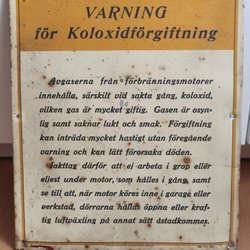 VARNING
för Koloxidförgiftning
Avgaserna från förbränningsmotorer
innehålla, särskilt vid sakta gång, koloxid,
vilken gas är mycket giftig. Gasen är osyn-
lig samt saknar lukt och smak. Förgiftning
kan inträda mycket hastigt utan föregående
varning och kan lätt förorsaka döden.
Iakttag därför att ej arbeta i grop eller
eljest under motor, som hålles i gång, samt
se till att, när motor köres inne i garage eller
verkstad, dörrarna hållas öppna eller kraf-
tig luftväxling på annat sätt åstadkommes.